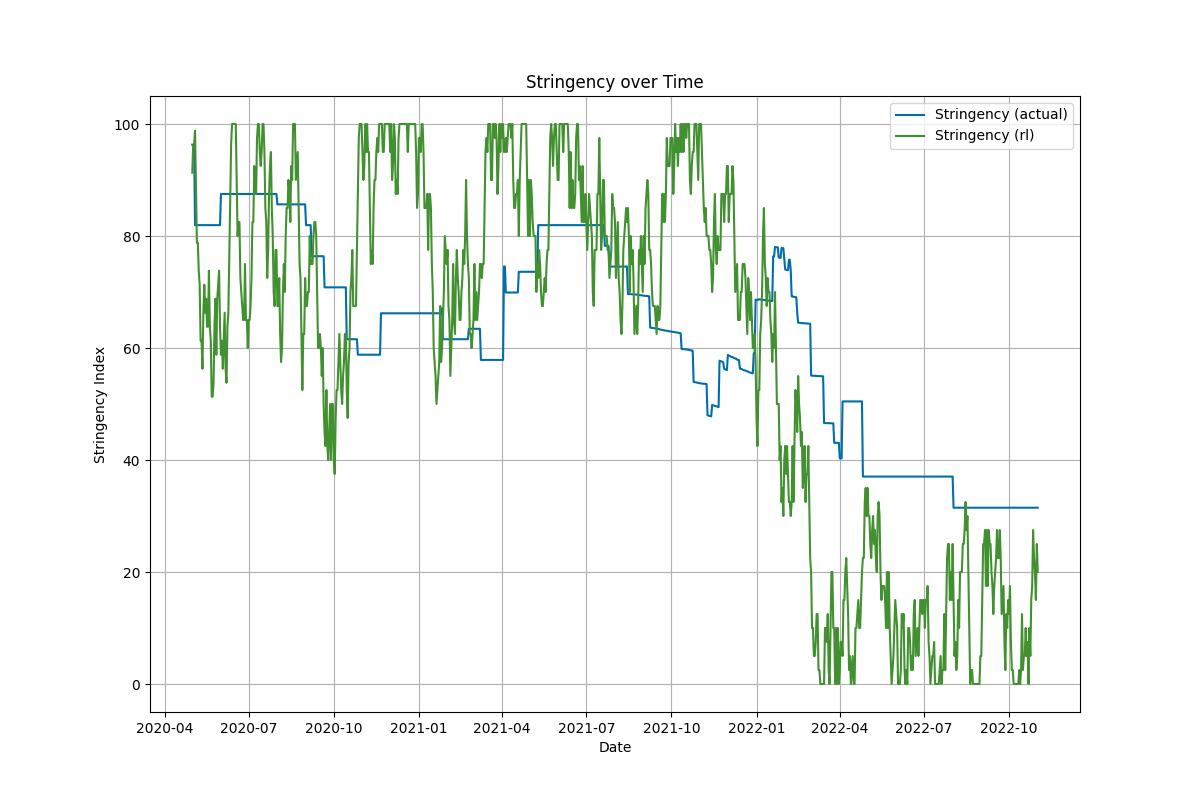 Stringency over Time
Stringency (actual)
Stringency (rl)
100
80
60
40
20
0
Stringency Index
2020-04 2020-07 2020-10 2021-01 2021-04 2021-07 2021-10 2022-01 2022-04 2022-07 2022-10
Date